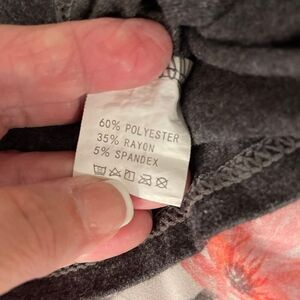 60% POLYESTER
35% RAYON
5% SPANDEX